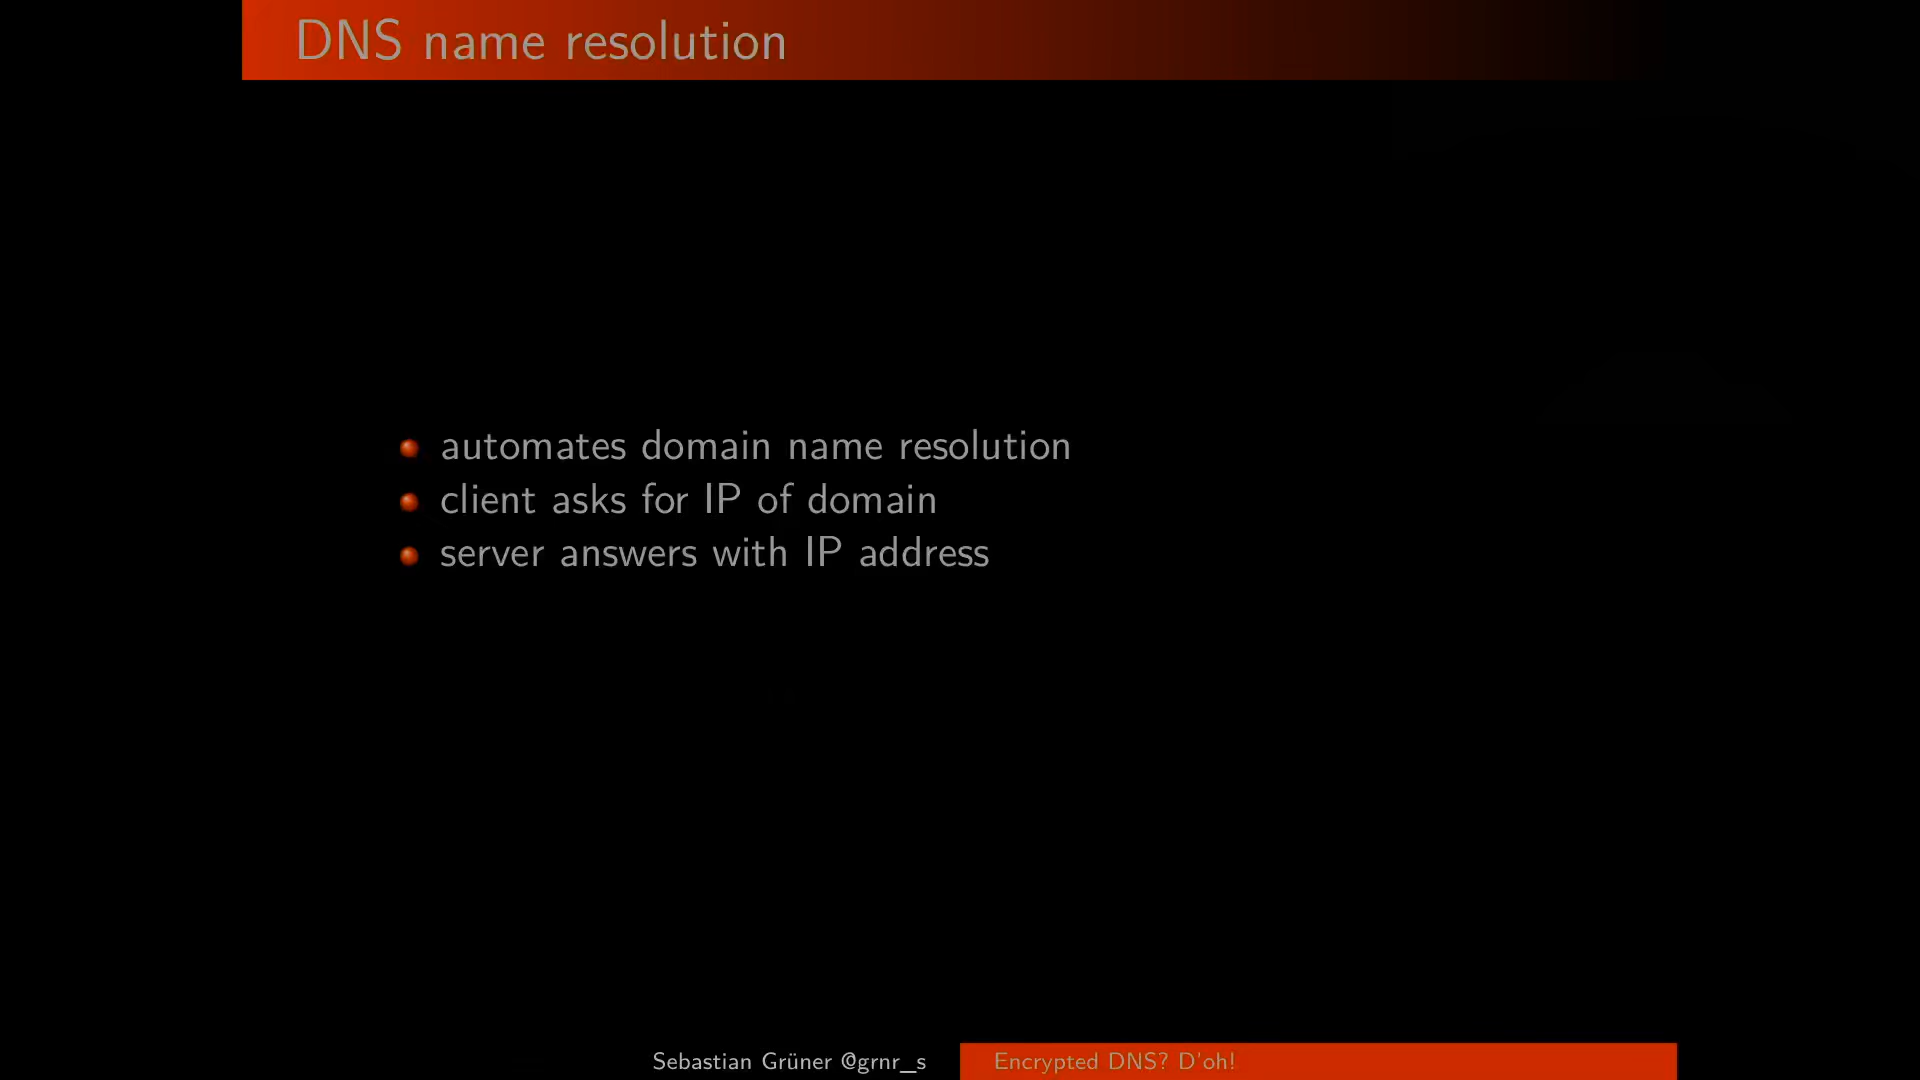 DNS name resolution
automates domain name resolution
client asks for IP of domain
server answers with IP address
Sebastian Grüner @grnr_s
Encrypted DNS? D'oh!